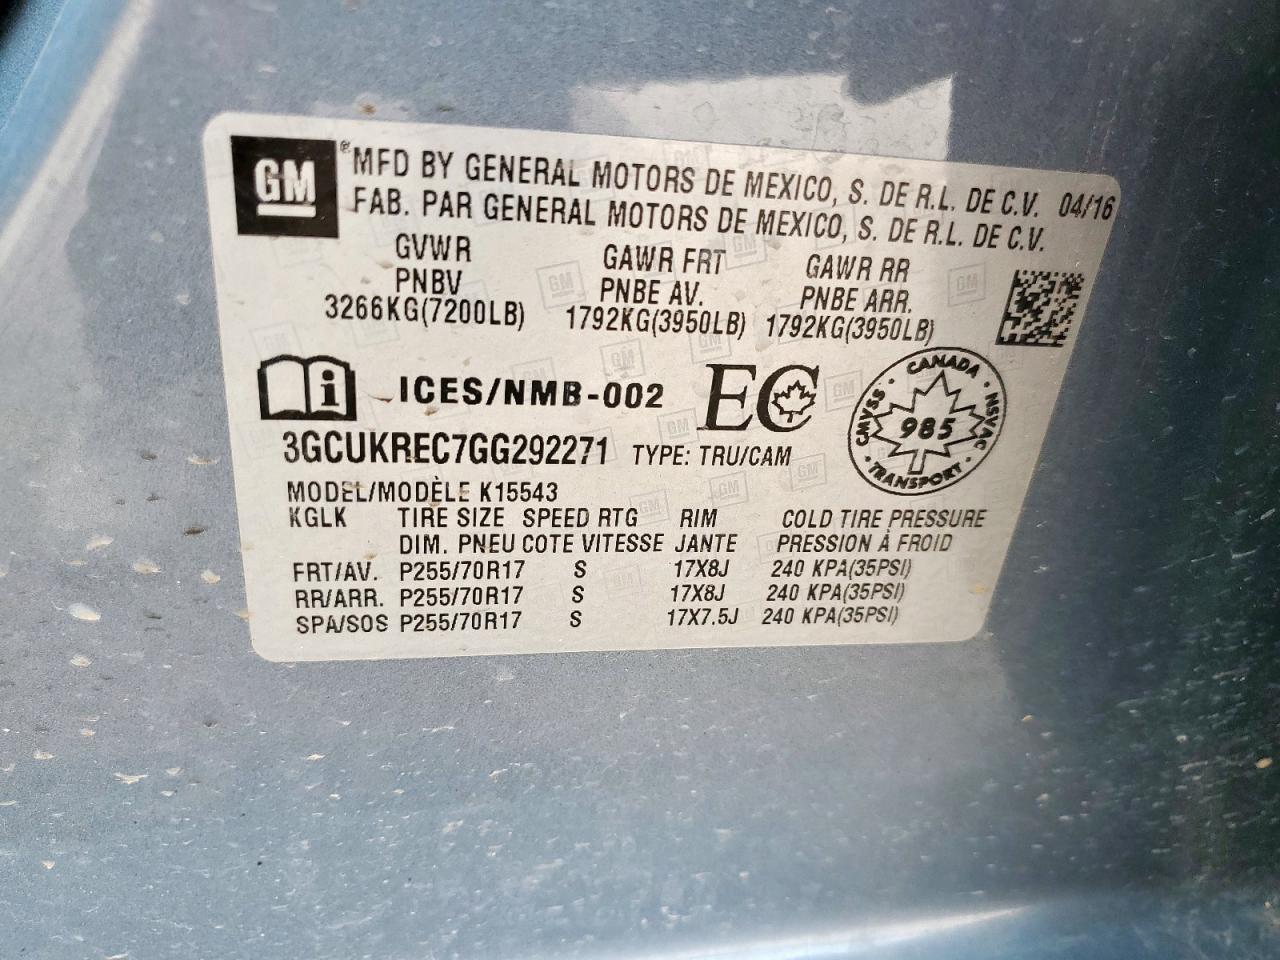 GM ® MFD BY GENERAL MOTORS DE MEXICO, S. DE R.L. DE C.V. 04/16
FAB. PAR GENERAL MOTORS DE MEXICO, S. DE R.L. DE C.V.
GVWR GAWR FRT GAWR RR
PNBV PNBE AV. PNBE ARR.
3266KG(7200LB) 1792KG(3950LB) 1792KG(3950LB)
i ICES/NMB-002 EC
CANADA
CMVSS · NSVAC
985
· TRANSPORT ·
3GCUKREC7GG292271 TYPE: TRU/CAM
MODEL/MODÈLE K15543
KGLK TIRE SIZE SPEED RTG RIM COLD TIRE PRESSURE
DIM. PNEU COTE VITESSE JANTE PRESSION À FROID
FRT/AV. P255/70R17 S 17X8J 240 KPA(35PSI)
RR/ARR. P255/70R17 S 17X8J 240 KPA(35PSI)
SPA/SOS P255/70R17 S 17X7.5J 240 KPA(35PSI)